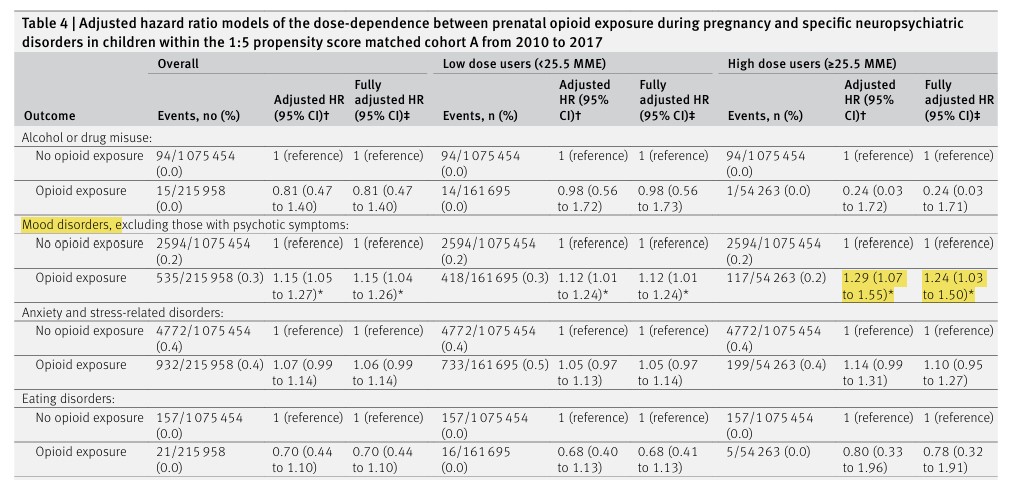 Table 4 | Adjusted hazard ratio models of the dose-dependence between prenatal opioid exposure during pregnancy and specific neuropsychiatric
disorders in children within the 1:5 propensity score matched cohort A from 2010 to 2017
Overall Low dose users (<25.5 MME) High dose users (≥25.5 MME)
Outcome Events, no (%) Adjusted HR (95% CI)† Fully adjusted HR (95% CI)‡ Events, n (%) Adjusted HR (95% CI)† Fully adjusted HR (95% CI)‡ Events, n (%) Adjusted HR (95% CI)† Fully adjusted HR (95% CI)‡
Alcohol or drug misuse:
No opioid exposure 94/1 075 454 (0.0) 1 (reference) 1 (reference) 94/1 075 454 (0.0) 1 (reference) 1 (reference) 94/1 075 454 (0.0) 1 (reference) 1 (reference)
Opioid exposure 15/215 958 (0.0) 0.81 (0.47 to 1.40) 0.81 (0.47 to 1.40) 14/161 695 (0.0) 0.98 (0.56 to 1.72) 0.98 (0.56 to 1.73) 1/54 263 (0.0) 0.24 (0.03 to 1.72) 0.24 (0.03 to 1.71)
Mood disorders, excluding those with psychotic symptoms:
No opioid exposure 2594/1 075 454 (0.2) 1 (reference) 1 (reference) 2594/1 075 454 (0.2) 1 (reference) 1 (reference) 2594/1 075 454 (0.2) 1 (reference) 1 (reference)
Opioid exposure 535/215 958 (0.3) 1.15 (1.05 to 1.27)* 1.15 (1.04 to 1.26)* 418/161 695 (0.3) 1.12 (1.01 to 1.24)* 1.12 (1.01 to 1.24)* 117/54 263 (0.2) 1.29 (1.07 to 1.55)* 1.24 (1.03 to 1.50)*
Anxiety and stress-related disorders:
No opioid exposure 4772/1 075 454 (0.4) 1 (reference) 1 (reference) 4772/1 075 454 (0.4) 1 (reference) 1 (reference) 4772/1 075 454 (0.4) 1 (reference) 1 (reference)
Opioid exposure 932/215 958 (0.4) 1.07 (0.99 to 1.14) 1.06 (0.99 to 1.14) 733/161 695 (0.5) 1.05 (0.97 to 1.13) 1.05 (0.97 to 1.14) 199/54 263 (0.4) 1.14 (0.99 to 1.31) 1.10 (0.95 to 1.27)
Eating disorders:
No opioid exposure 157/1 075 454 (0.0) 1 (reference) 1 (reference) 157/1 075 454 (0.0) 1 (reference) 1 (reference) 157/1 075 454 (0.0) 1 (reference) 1 (reference)
Opioid exposure 21/215 958 (0.0) 0.70 (0.44 to 1.10) 0.70 (0.44 to 1.10) 16/161 695 (0.0) 0.68 (0.40 to 1.13) 0.68 (0.41 to 1.13) 5/54 263 (0.0) 0.80 (0.33 to 1.96) 0.78 (0.32 to 1.91)